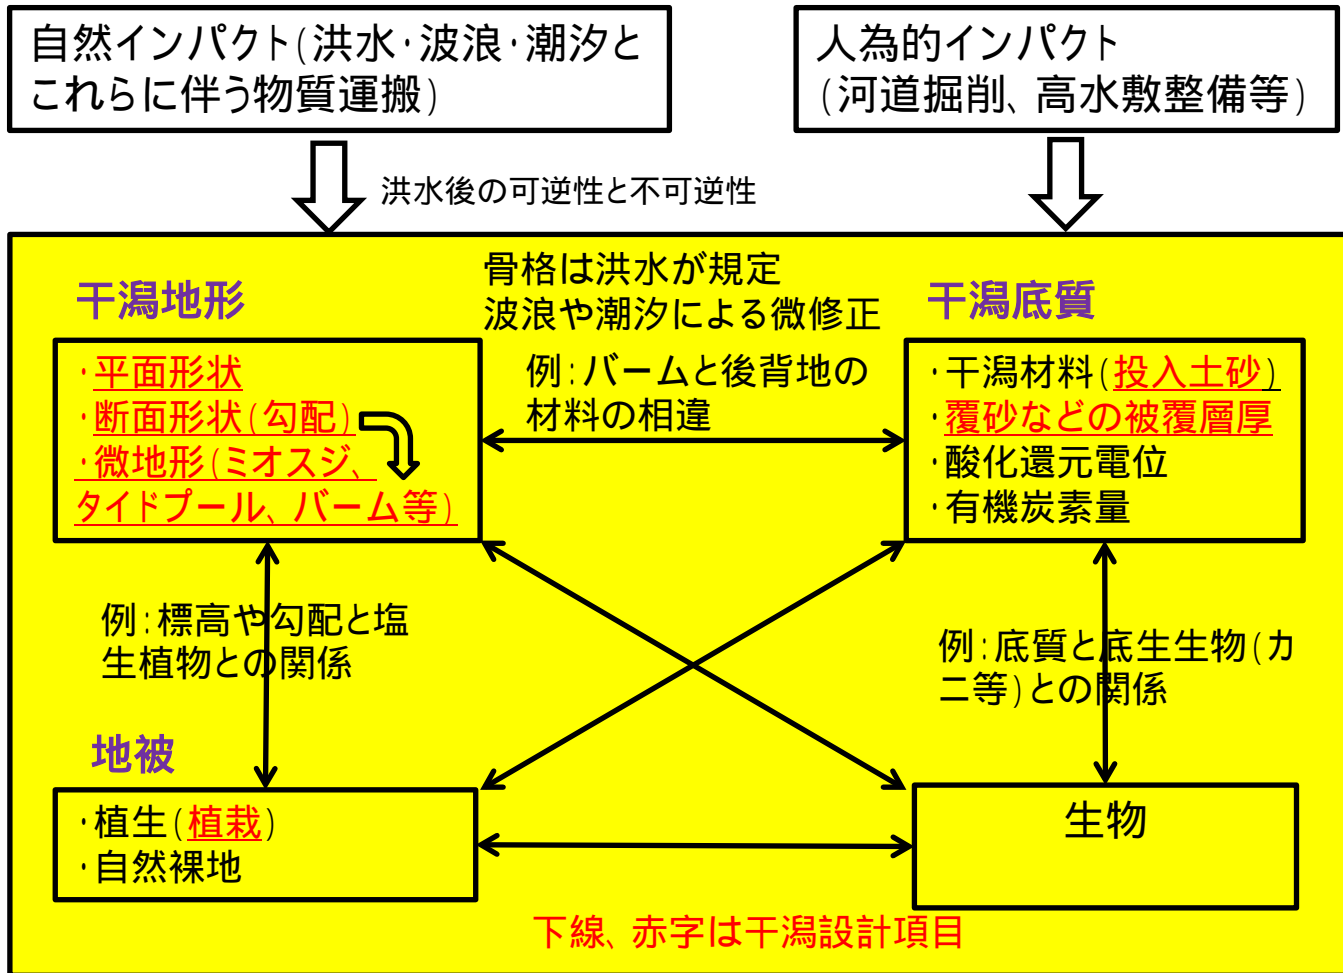 自然インパクト(洪水・波浪・潮汐と
これらに伴う物質運搬)
人為的インパクト
(河道掘削、高水敷整備等)
洪水後の可逆性と不可逆性
骨格は洪水が規定
波浪や潮汐による微修正
干潟地形
干潟底質
・平面形状
・断面形状(勾配)
・微地形(ミオスジ、
タイドプール、バーム等)
例:バームと後背地の
材料の相違
・干潟材料(投入土砂)
・覆砂などの被覆層厚
・酸化還元電位
・有機炭素量
例:標高や勾配と塩
生植物との関係
例:底質と底生生物(カ
ニ等)との関係
地被
・植生(植栽)
・自然裸地
生物
下線、赤字は干潟設計項目